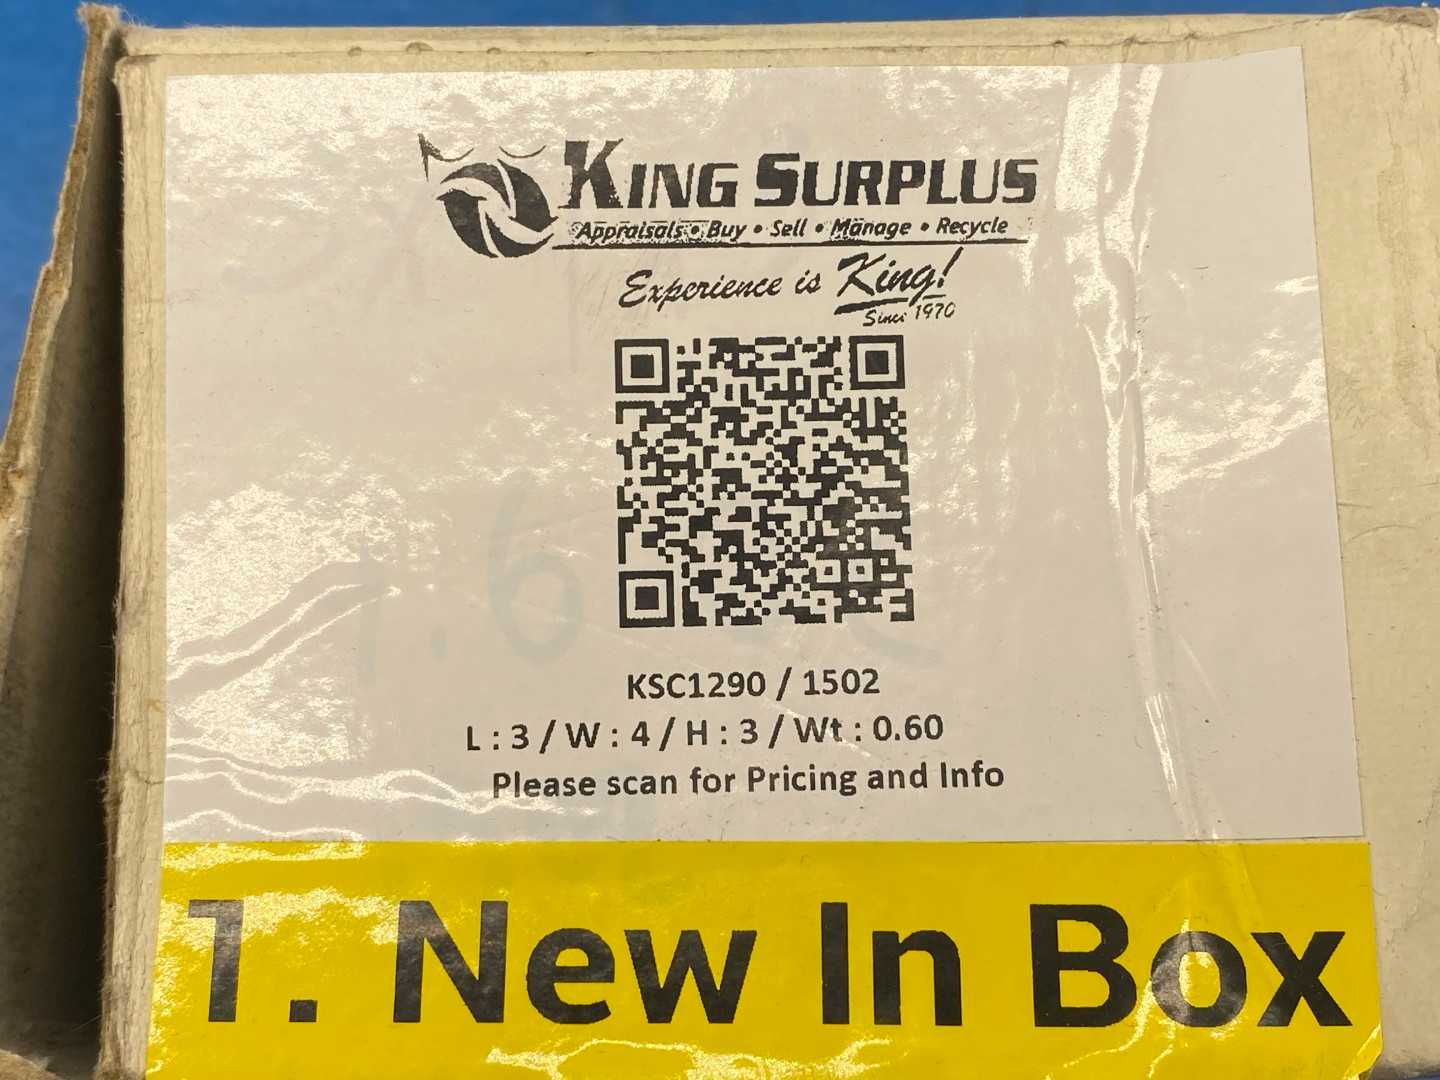 KING SURPLUS
Appraisals • Buy • Sell • Manage • Recycle
Experience is King!
Since 1970
KSC1290 / 1502
L : 3 / W : 4 / H : 3 / Wt : 0.60
Please scan for Pricing and Info
1. New In Box